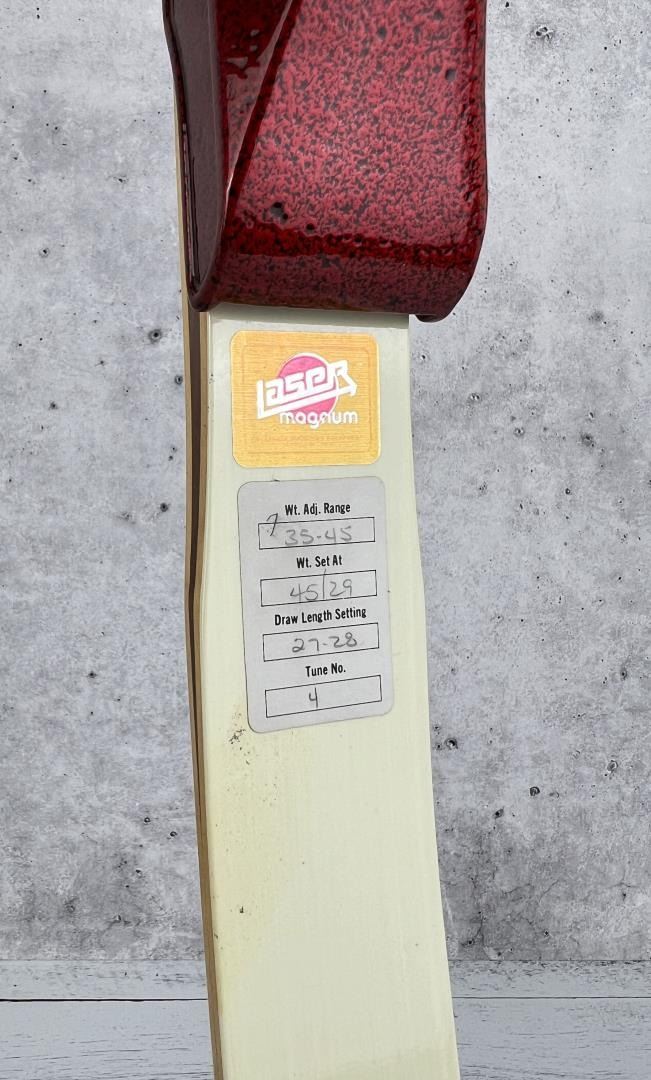 Laser
magnum
Wt. Adj. Range
? 35-45
Wt. Set At
45/29
Draw Length Setting
27-28
Tune No.
4